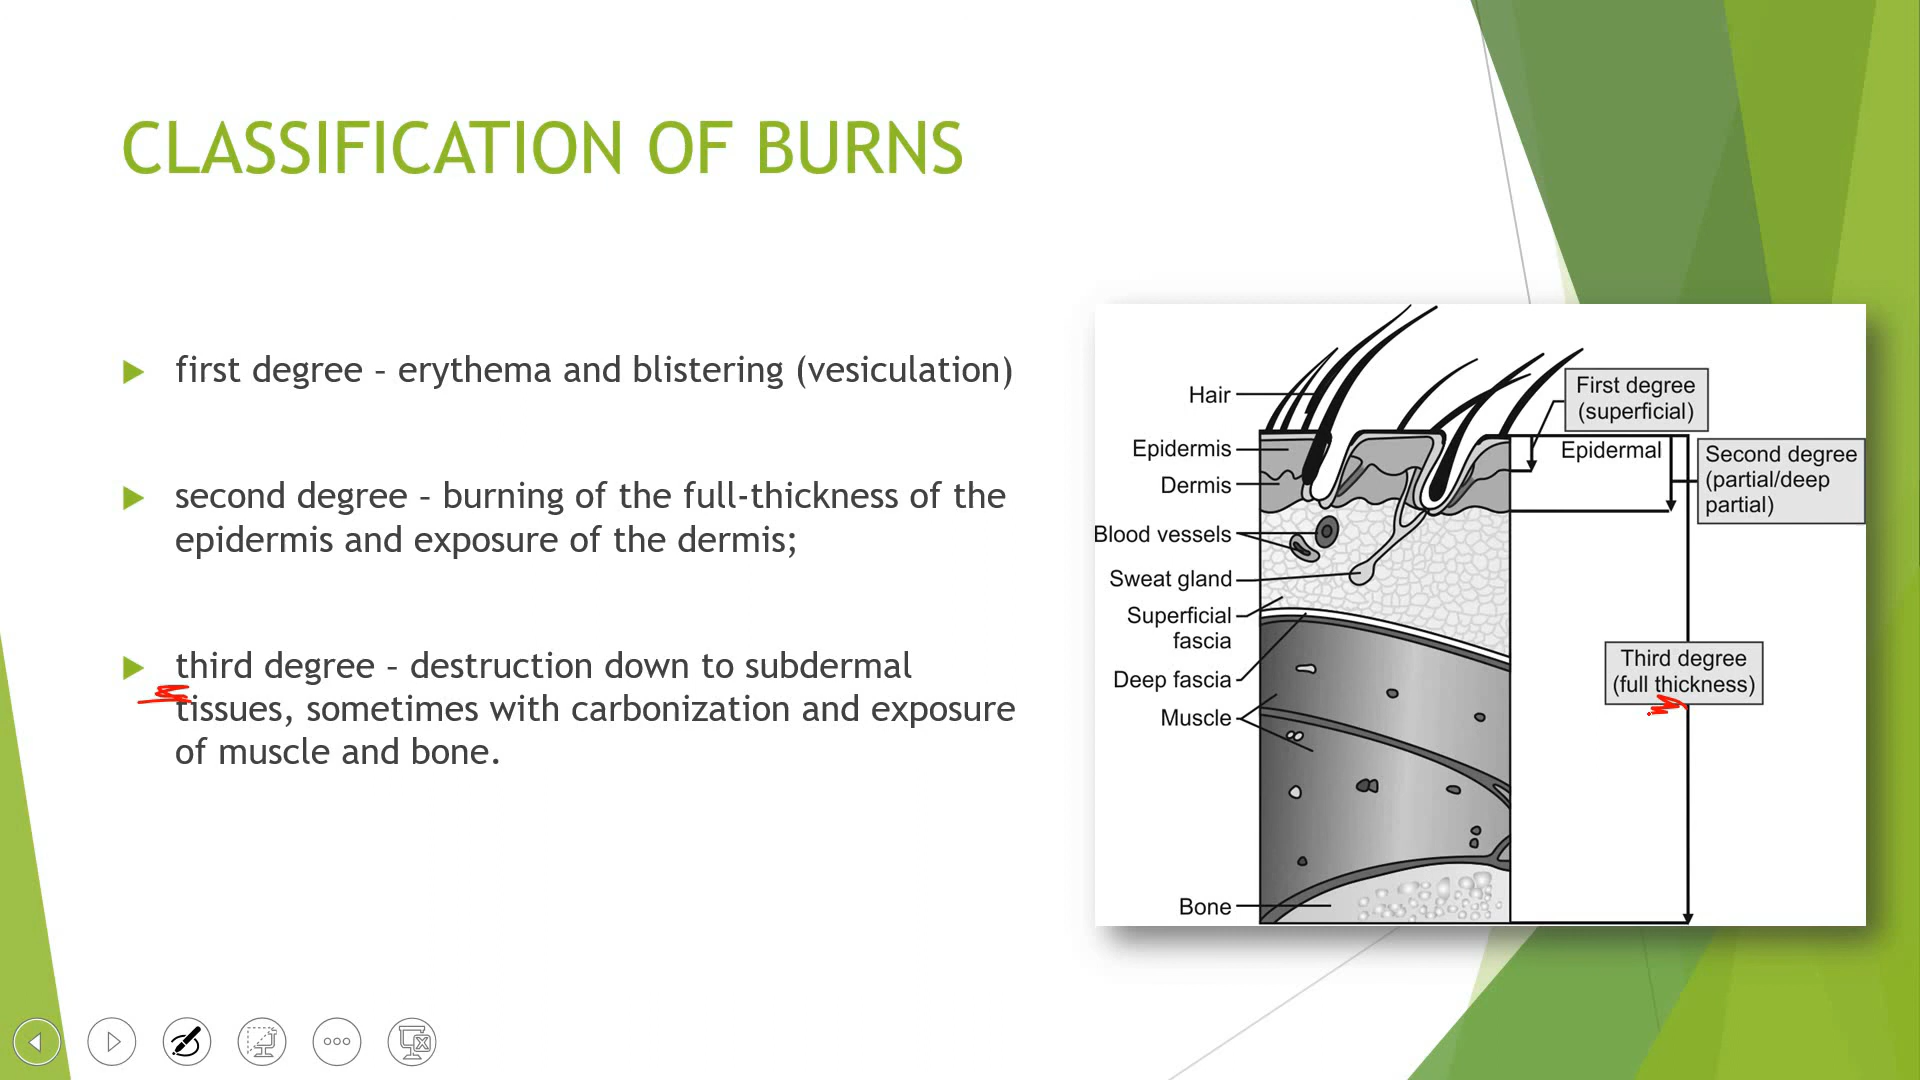 CLASSIFICATION OF BURNS
first degree – erythema and blistering (vesiculation)
second degree – burning of the full-thickness of the
epidermis and exposure of the dermis;
third degree – destruction down to subdermal
tissues, sometimes with carbonization and exposure
of muscle and bone.
Hair
Epidermis
Dermis
Blood vessels
Sweat gland
Superficial
fascia
Deep fascia
Muscle
Bone
First degree
(superficial)
Epidermal
Second degree
(partial/deep
partial)
Third degree
(full thickness)